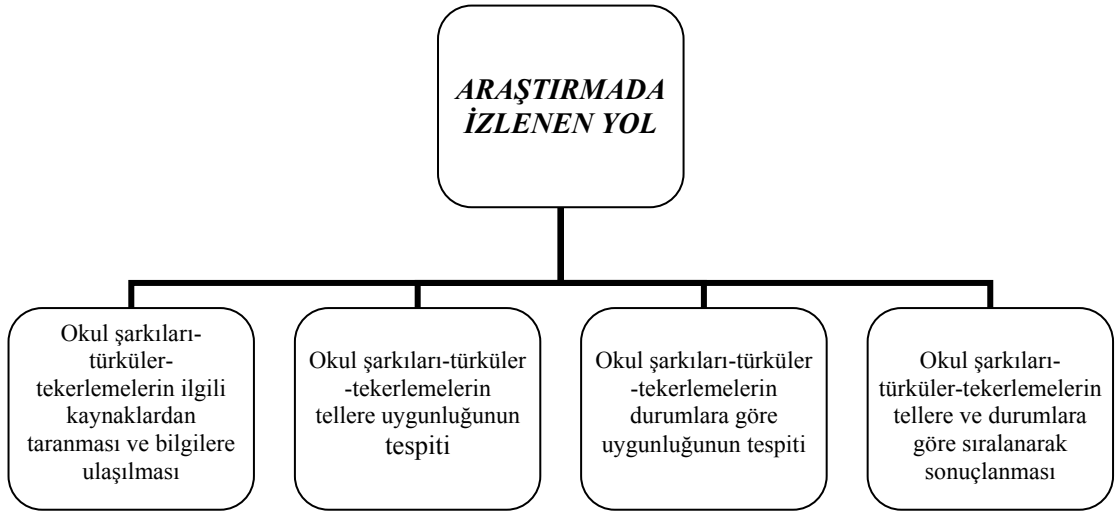 ARAŞTIRMADA
İZLENEN YOL
Okul şarkıları-
türküler-
tekerlemelerin ilgili
kaynaklardan
taranması ve bilgilere
ulaşılması
Okul şarkıları-türküler
-tekerlemelerin
tellere uygunluğunun
tespiti
Okul şarkıları-türküler
-tekerlemelerin
durumlara göre
uygunluğunun tespiti
Okul şarkıları-
türküler-tekerlemelerin
tellere ve durumlara
göre sıralanarak
sonuçlanması